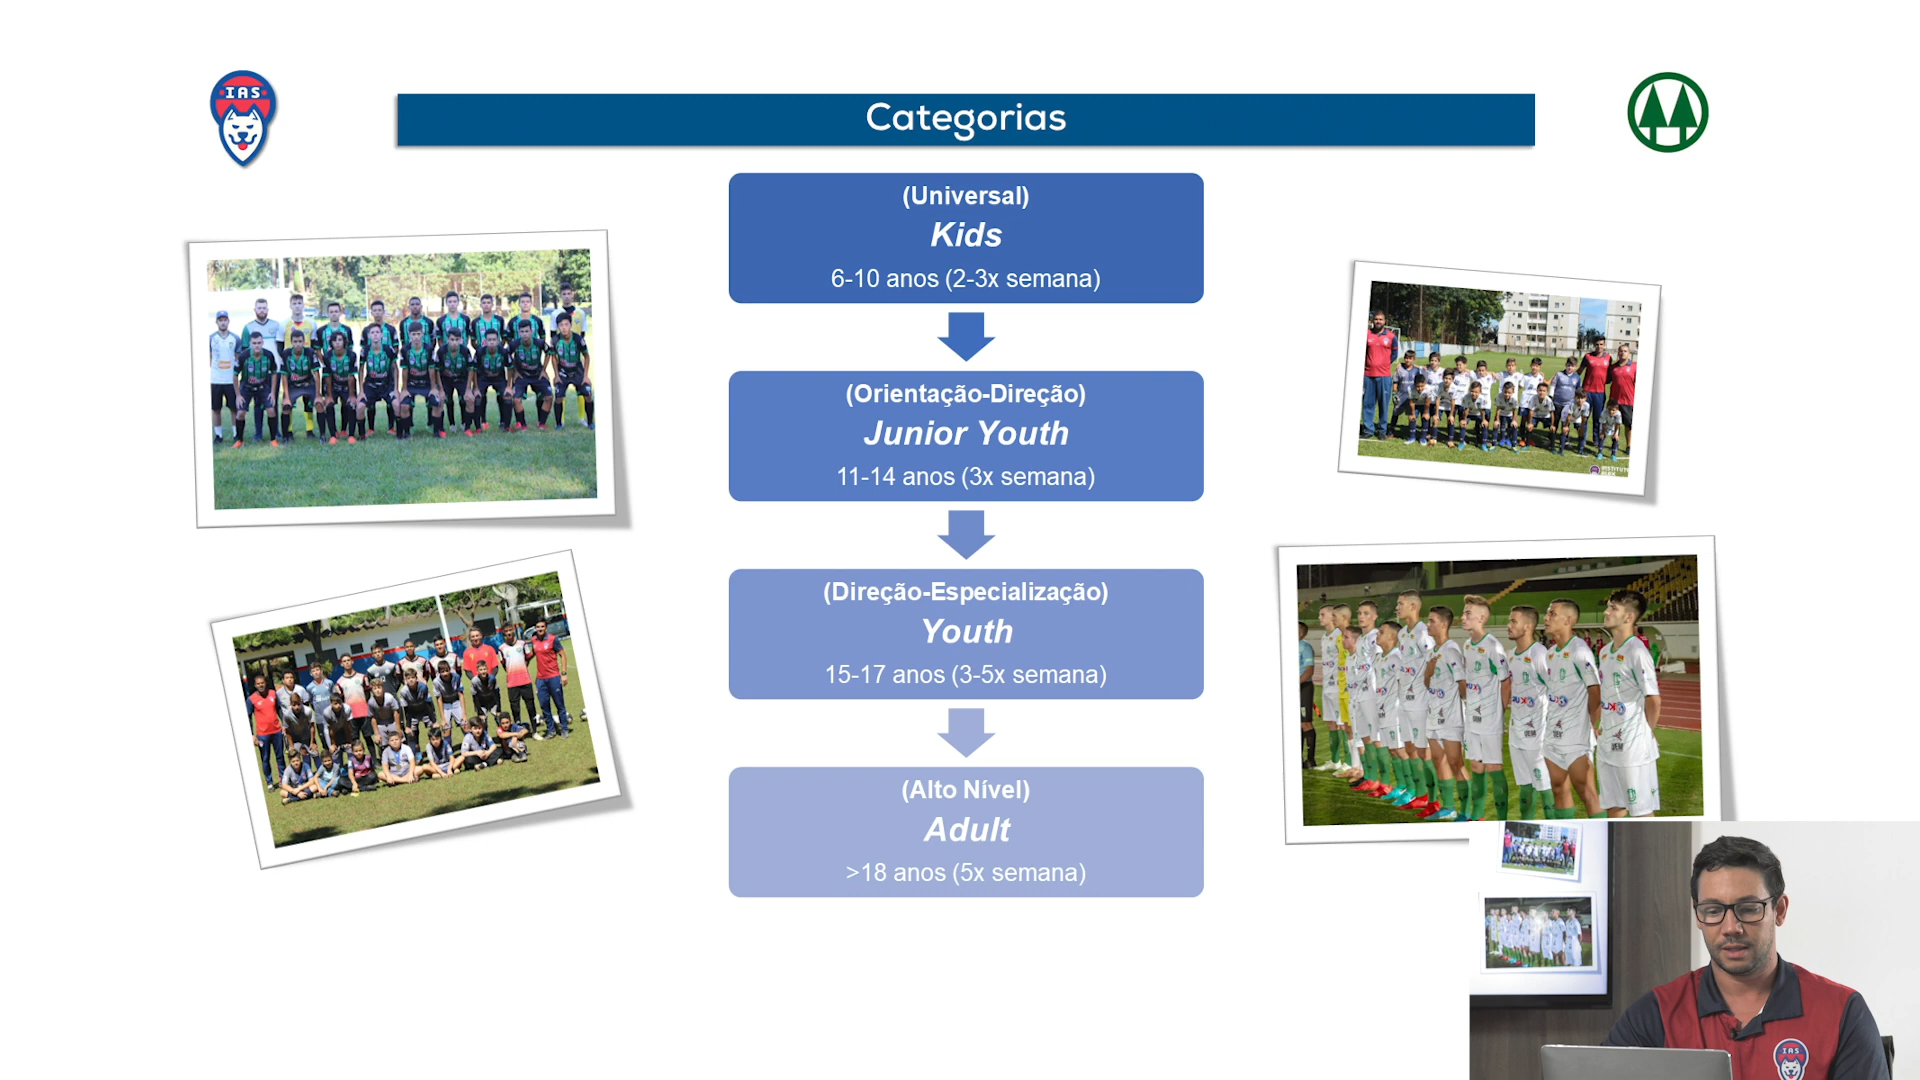 IAS
Categorias
(Universal)
Kids
6-10 anos (2-3x semana)
(Orientação-Direção)
Junior Youth
11-14 anos (3x semana)
(Direção-Especialização)
Youth
15-17 anos (3-5x semana)
(Alto Nível)
Adult
>18 anos (5x semana)
IAS